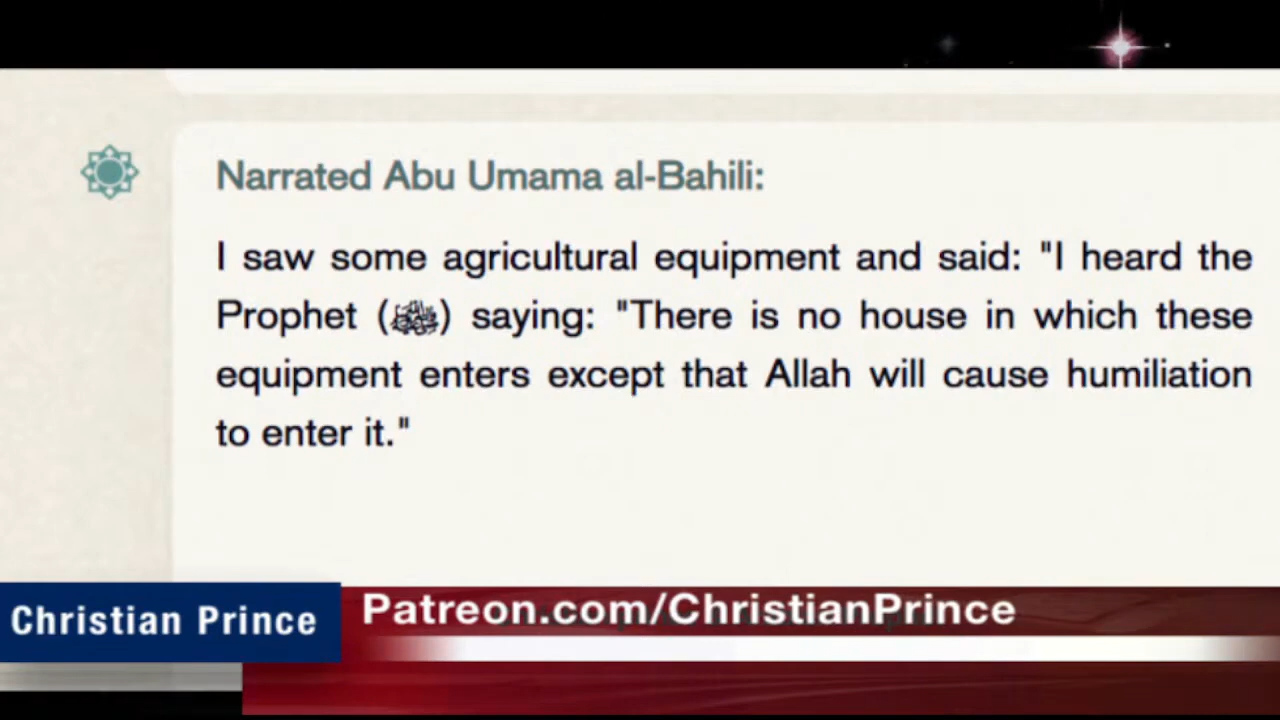 Narrated Abu Umama al-Bahili:
I saw some agricultural equipment and said: "I heard the
Prophet (ﷺ) saying: "There is no house in which these
equipment enters except that Allah will cause humiliation
to enter it."
Christian Prince
Patreon.com/ChristianPrince